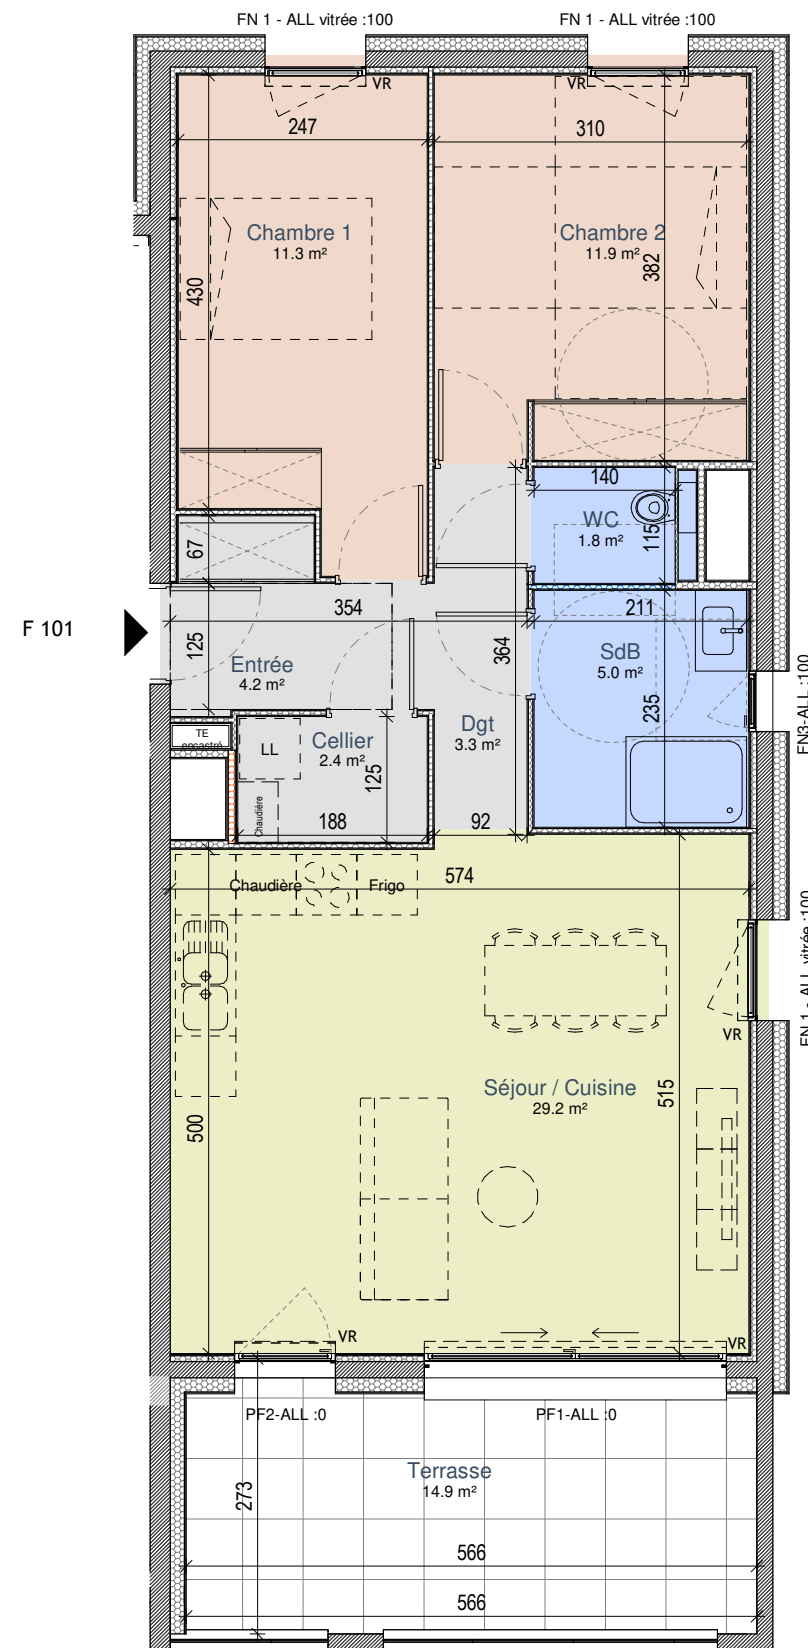 FN 1 - ALL vitrée :100
FN 1 - ALL vitrée :100
VR
VR
247
310
Chambre 1
11.3 m²
Chambre 2
11.9 m²
430
382
140
WC
1.8 m²
115
67
354
211
F 101
125
Entrée
4.2 m²
364
SdB
5.0 m²
235
FN3-ALL :100
TE
encastré
LL
Cellier
2.4 m²
125
Dgt
3.3 m²
Chaudière
188
92
574
Chaudière
Frigo
FN 1 - ALL vitrée :100
VR
Séjour / Cuisine
29.2 m²
515
500
VR
VR
PF2-ALL :0
PF1-ALL :0
Terrasse
14.9 m²
273
566
566